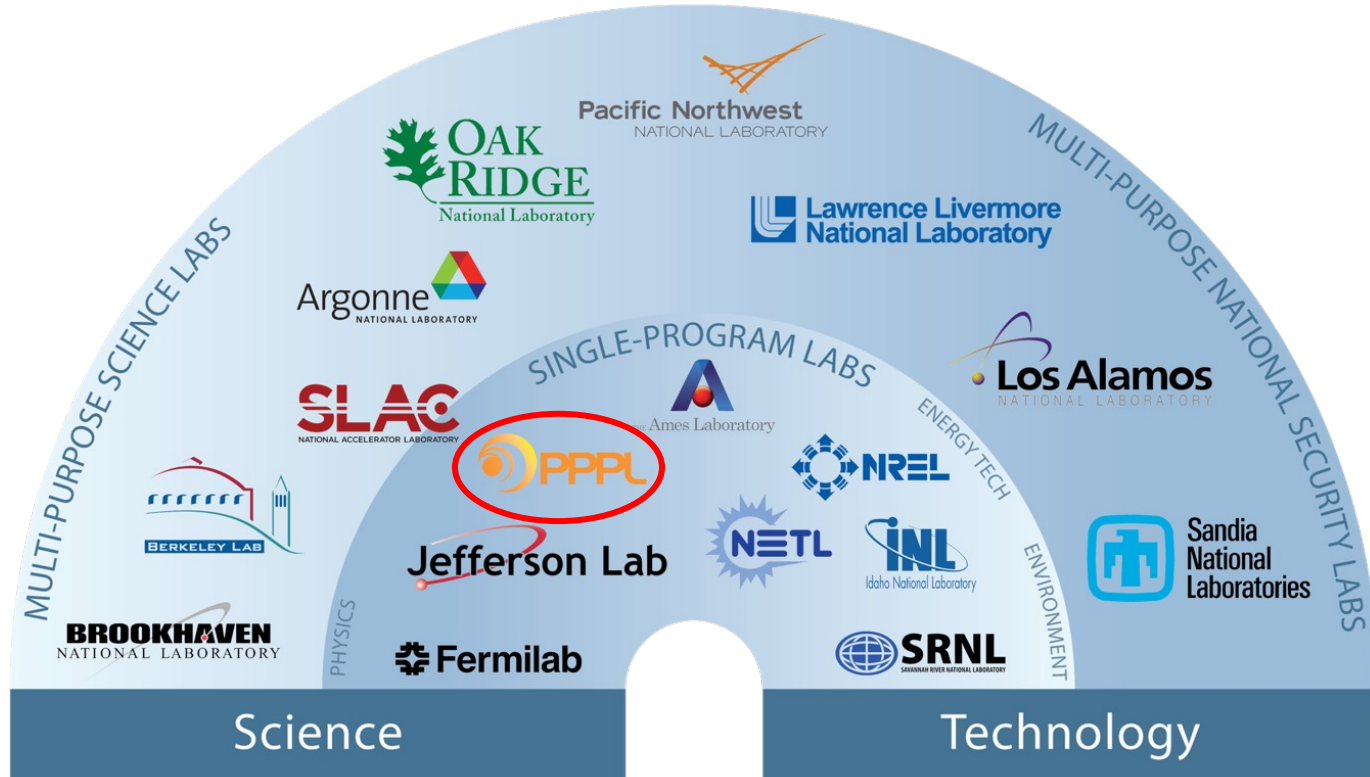 Pacific Northwest
NATIONAL LABORATORY
OAK
RIDGE
National Laboratory
Lawrence Livermore
National Laboratory
MULTI-PURPOSE SCIENCE LABS
MULTI-PURPOSE NATIONAL SECURITY LABS
Argonne
NATIONAL LABORATORY
SINGLE-PROGRAM LABS
Los Alamos
NATIONAL LABORATORY
SLAC
NATIONAL ACCELERATOR LABORATORY
THE Ames Laboratory
ENERGY TECH
PPPL
NREL
BERKELEY LAB
Jefferson Lab
NETL
INL
Idaho National Laboratory
ENVIRONMENT
Sandia
National
Laboratories
PHYSICS
BROOKHAVEN
NATIONAL LABORATORY
Fermilab
SRNL
SAVANNAH RIVER NATIONAL LABORATORY
Science
Technology